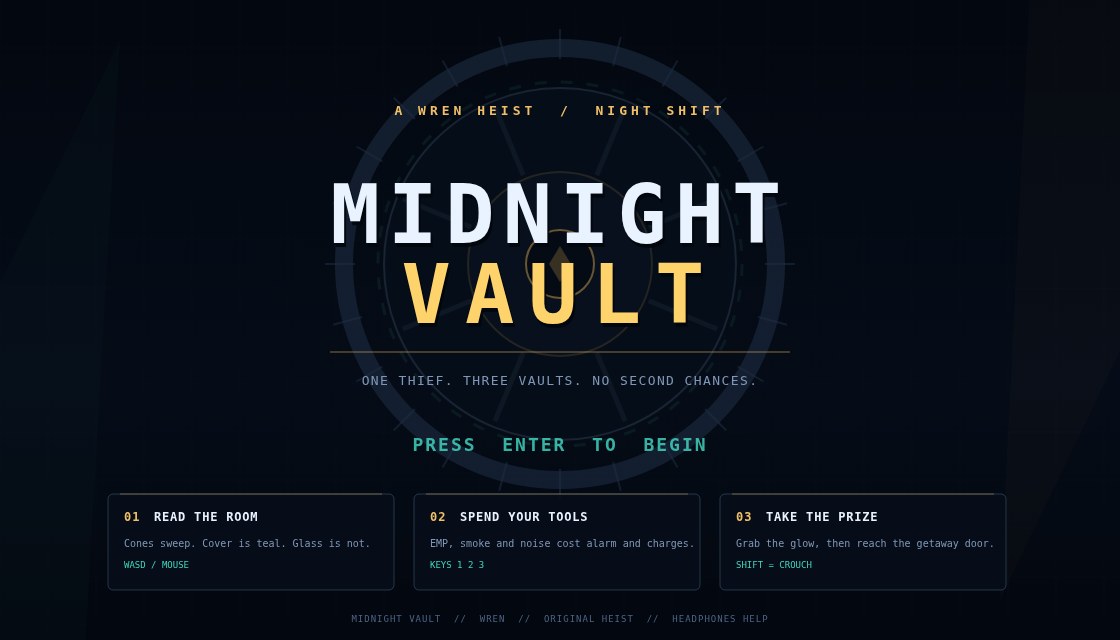 A WREN HEIST / NIGHT SHIFT
MIDNIGHT
VAULT
ONE THIEF. THREE VAULTS. NO SECOND CHANCES.
PRESS ENTER TO BEGIN
01 READ THE ROOM
Cones sweep. Cover is teal. Glass is not.
WASD / MOUSE
02 SPEND YOUR TOOLS
EMP, smoke and noise cost alarm and charges.
KEYS 1 2 3
03 TAKE THE PRIZE
Grab the glow, then reach the getaway door.
SHIFT = CROUCH
MIDNIGHT VAULT // WREN // ORIGINAL HEIST // HEADPHONES HELP